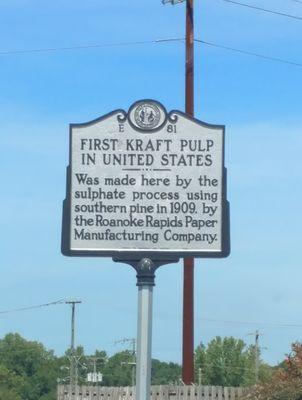 E 81
FIRST KRAFT PULP
IN UNITED STATES
Was made here by the
sulphate process using
southern pine in 1909, by
the Roanoke Rapids Paper
Manufacturing Company.